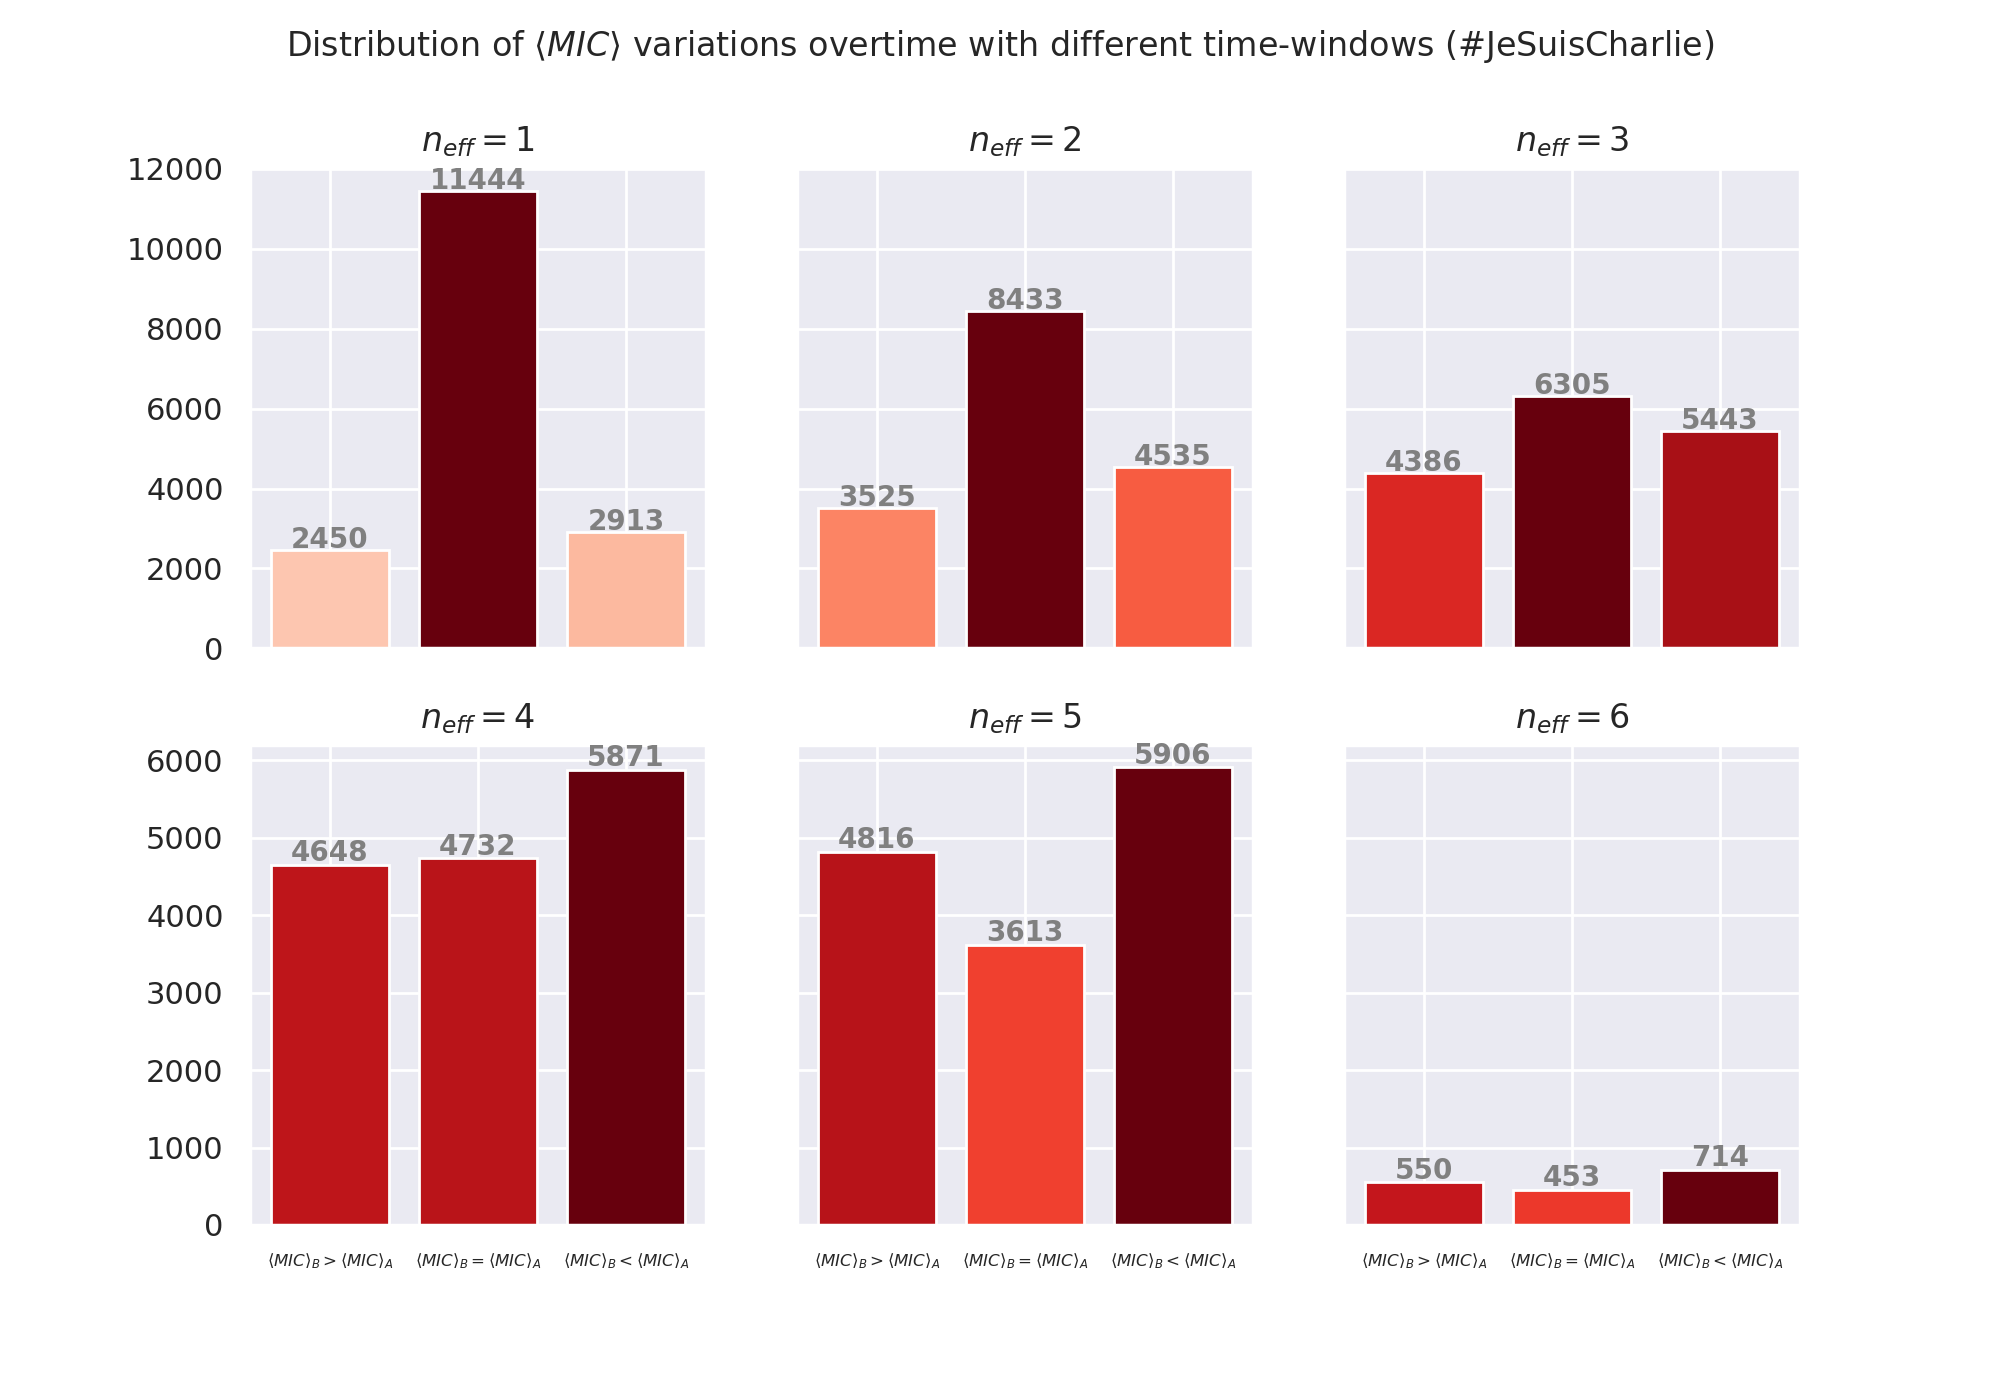 Distribution of ⟨MIC⟩ variations overtime with different time-windows (#JeSuisCharlie)
n_eff = 1
n_eff = 2
n_eff = 3
12000
10000
8000
6000
4000
2000
0
11444
2450
2913
8433
3525
4535
6305
4386
5443
n_eff = 4
n_eff = 5
n_eff = 6
6000
5000
4000
3000
2000
1000
0
4648
4732
5871
4816
3613
5906
550
453
714
⟨MIC⟩_B > ⟨MIC⟩_A
⟨MIC⟩_B = ⟨MIC⟩_A
⟨MIC⟩_B < ⟨MIC⟩_A
⟨MIC⟩_B > ⟨MIC⟩_A
⟨MIC⟩_B = ⟨MIC⟩_A
⟨MIC⟩_B < ⟨MIC⟩_A
⟨MIC⟩_B > ⟨MIC⟩_A
⟨MIC⟩_B = ⟨MIC⟩_A
⟨MIC⟩_B < ⟨MIC⟩_A